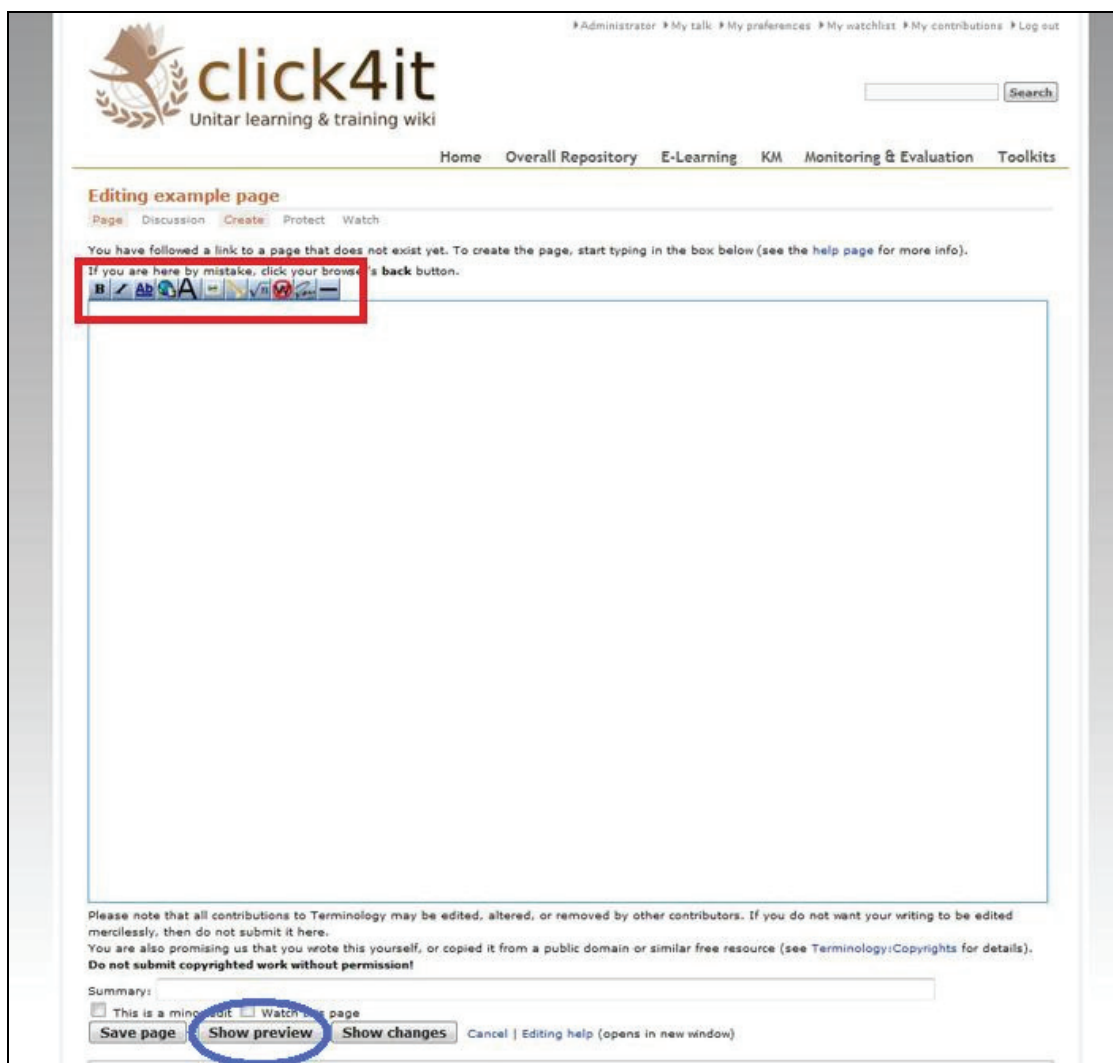 Administrator My talk My preferences My watchlist My contributions Log out
click4it
Unitar learning & training wiki
Search
Home Overall Repository E-Learning KM Monitoring & Evaluation Toolkits
Editing example page
Page Discussion Create Protect Watch
You have followed a link to a page that does not exist yet. To create the page, start typing in the box below (see the help page for more info).
If you are here by mistake, click your browser's back button.
B I Ab A √n W
Please note that all contributions to Terminology may be edited, altered, or removed by other contributors. If you do not want your writing to be edited
mercilessly, then do not submit it here.
You are also promising us that you wrote this yourself, or copied it from a public domain or similar free resource (see Terminology:Copyrights for details).
Do not submit copyrighted work without permission!
Summary:
This is a minor edit Watch this page
Save page Show preview Show changes Cancel | Editing help (opens in new window)